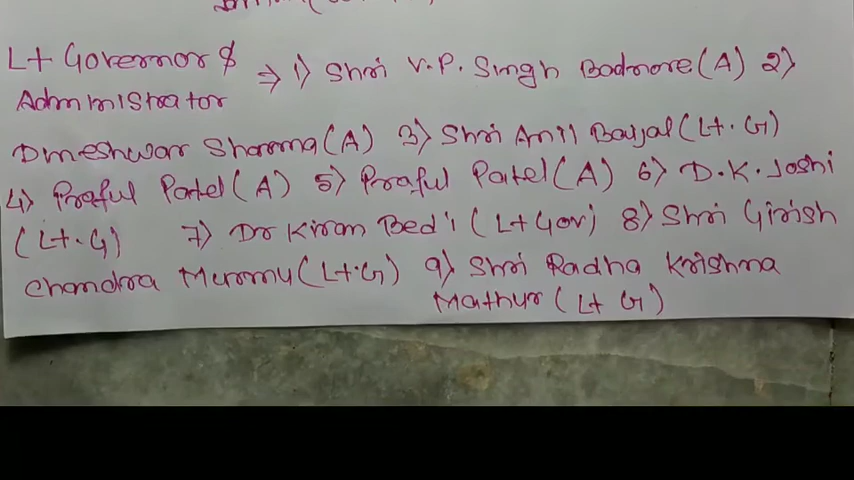 Lt Governor $
Administrator
⇒ 1) Shri V.P. Singh Badnore (A) 2)
Dineshwar Sharma (A) 3) Shri Anil Baijal (Lt. G)
4) Praful Patel (A) 5) Praful Patel (A) 6) D.K. Joshi
(Lt. G) 7) Dr Kiran Bedi (Lt Gov) 8) Shri Girish
Chandra Murmu (Lt. G) 9) Shri Radha Krishna
Mathur (Lt G)